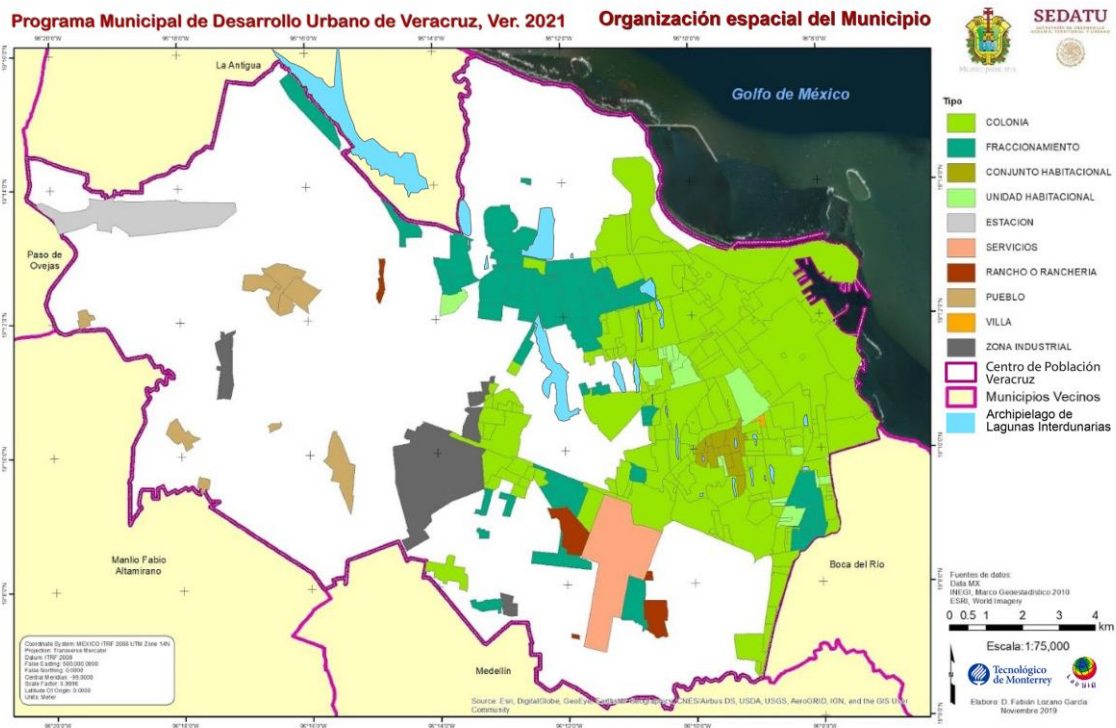 Programa Municipal de Desarrollo Urbano de Veracruz, Ver. 2021
Organización espacial del Municipio
SEDATU
La Antigua
Golfo de México
Paso de
Ovejas
Manlio Fabio
Altamirano
Medellín
Boca del Río
Tipo
COLONIA
FRACCIONAMIENTO
CONJUNTO HABITACIONAL
UNIDAD HABITACIONAL
ESTACION
SERVICIOS
RANCHO O RANCHERIA
PUEBLO
VILLA
ZONA INDUSTRIAL
Centro de Población
Veracruz
Municipios Vecinos
Archipielago de
Lagunas Interdunarias
Fuentes de datos:
Data MX
INEGI, Marco Geoestadístico 2010
ESRI, World Imagery
0 0.5 1 2 3 4
km
Escala: 1:75,000
Tecnológico
de Monterrey
Elaboro: D. Fabián Lozano García
Noviembre 2019
Coordinate System: MEXICO ITRF 2008 UTM Zone 14N
Projection: Transverse Mercator
Datum: ITRF 2008
False Easting: 500,000.0000
False Northing: 0.0000
Central Meridian: -99.0000
Scale Factor: 0.9996
Latitude Of Origin: 0.0000
Units: Meter
Source: Esri, DigitalGlobe, GeoEye, Earthstar Geographics, CNES/Airbus DS, USDA, USGS, AeroGRID, IGN, and the GIS User
Community